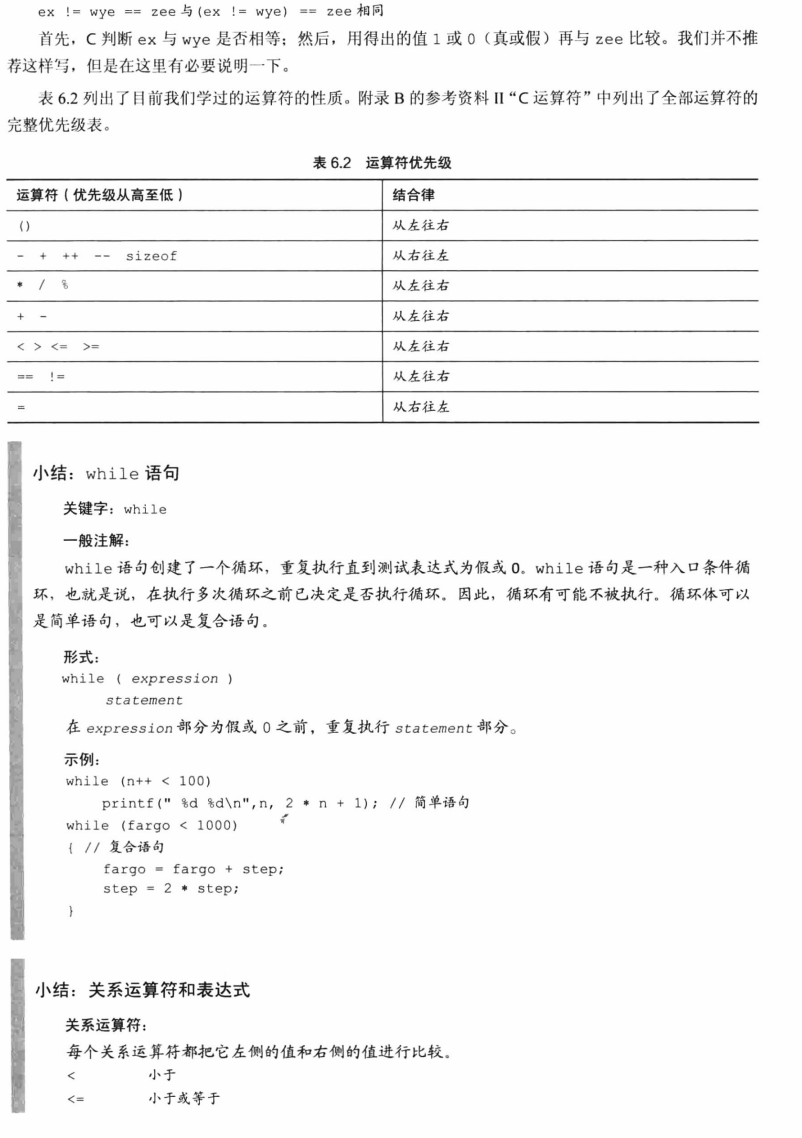 ex != wye == zee 与(ex != wye) == zee 相同
首先，C 判断 ex 与 wye 是否相等；然后，用得出的值 1 或 0（真或假）再与 zee 比较。我们并不推
荐这样写，但是在这里有必要说明一下。
表 6.2 列出了目前我们学过的运算符的性质。附录 B 的参考资料 II“C 运算符”中列出了全部运算符的
完整优先级表。
表 6.2 运算符优先级
运算符（优先级从高至低） 结合律
() 从左往右
- + ++ -- sizeof 从右往左
* / % 从左往右
+ - 从左往右
< > <= >= 从左往右
== != 从左往右
= 从右往左
小结：while 语句
关键字：while
一般注解：
while 语句创建了一个循环，重复执行直到测试表达式为假或 0。while 语句是一种入口条件循
环，也就是说，在执行多次循环之前已决定是否执行循环。因此，循环有可能不被执行。循环体可以
是简单语句，也可以是复合语句。
形式：
while ( expression )
statement
在 expression 部分为假或 0 之前，重复执行 statement 部分。
示例：
while (n++ < 100)
printf(" %d %d\n",n, 2 * n + 1); // 简单语句
while (fargo < 1000)
{ // 复合语句
fargo = fargo + step;
step = 2 * step;
}
小结：关系运算符和表达式
关系运算符：
每个关系运算符都把它左侧的值和右侧的值进行比较。
< 小于
<= 小于或等于